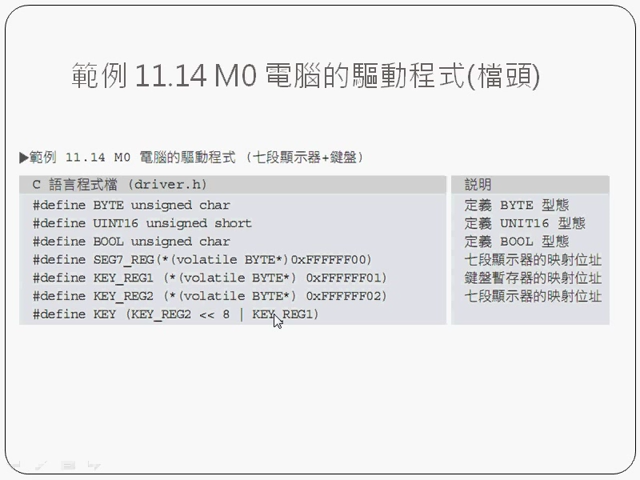 範例 11.14 M0 電腦的驅動程式(檔頭)
▶範例 11.14 M0 電腦的驅動程式 (七段顯示器+鍵盤)
C 語言程式檔 (driver.h) 説明
#define BYTE unsigned char 定義 BYTE 型態
#define UINT16 unsigned short 定義 UNIT16 型態
#define BOOL unsigned char 定義 BOOL 型態
#define SEG7_REG(*(volatile BYTE*)0xFFFFFF00) 七段顯示器的映射位址
#define KEY_REG1 (*(volatile BYTE*) 0xFFFFFF01) 鍵盤暫存器的映射位址
#define KEY_REG2 (*(volatile BYTE*) 0xFFFFFF02) 七段顯示器的映射位址
#define KEY (KEY_REG2 << 8 | KEY_REG1)